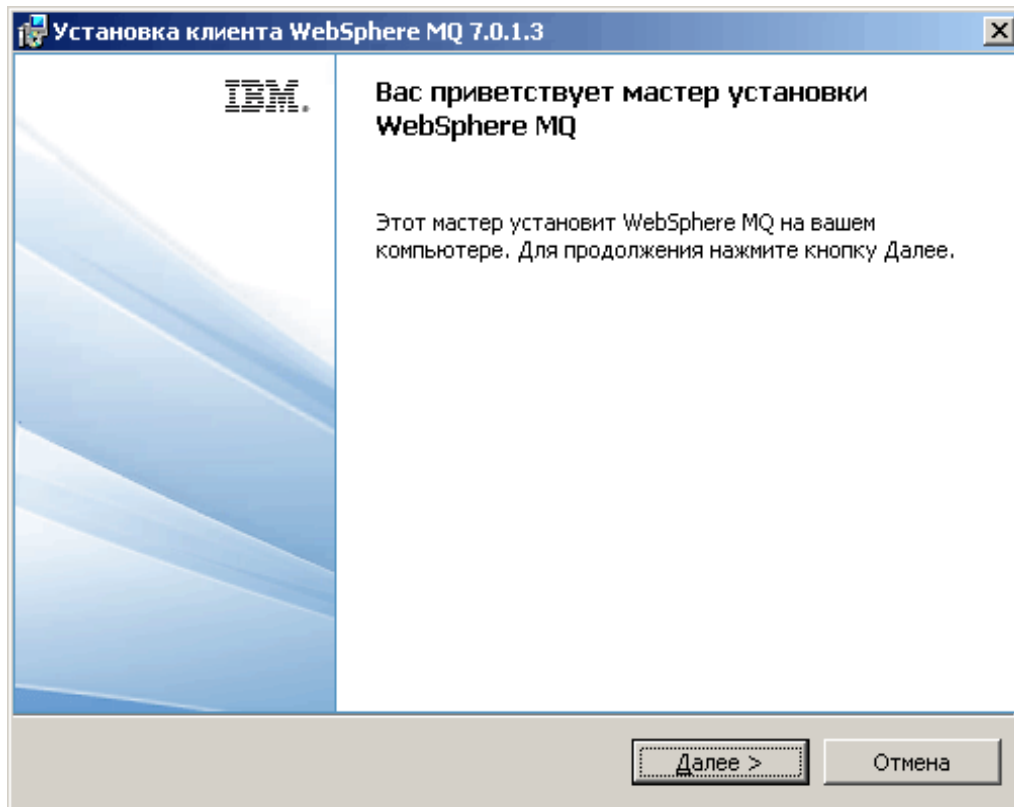 Установка клиента WebSphere MQ 7.0.1.3
IBM.
Вас приветствует мастер установки
WebSphere MQ
Этот мастер установит WebSphere MQ на вашем
компьютере. Для продолжения нажмите кнопку Далее.
Далее >
Отмена